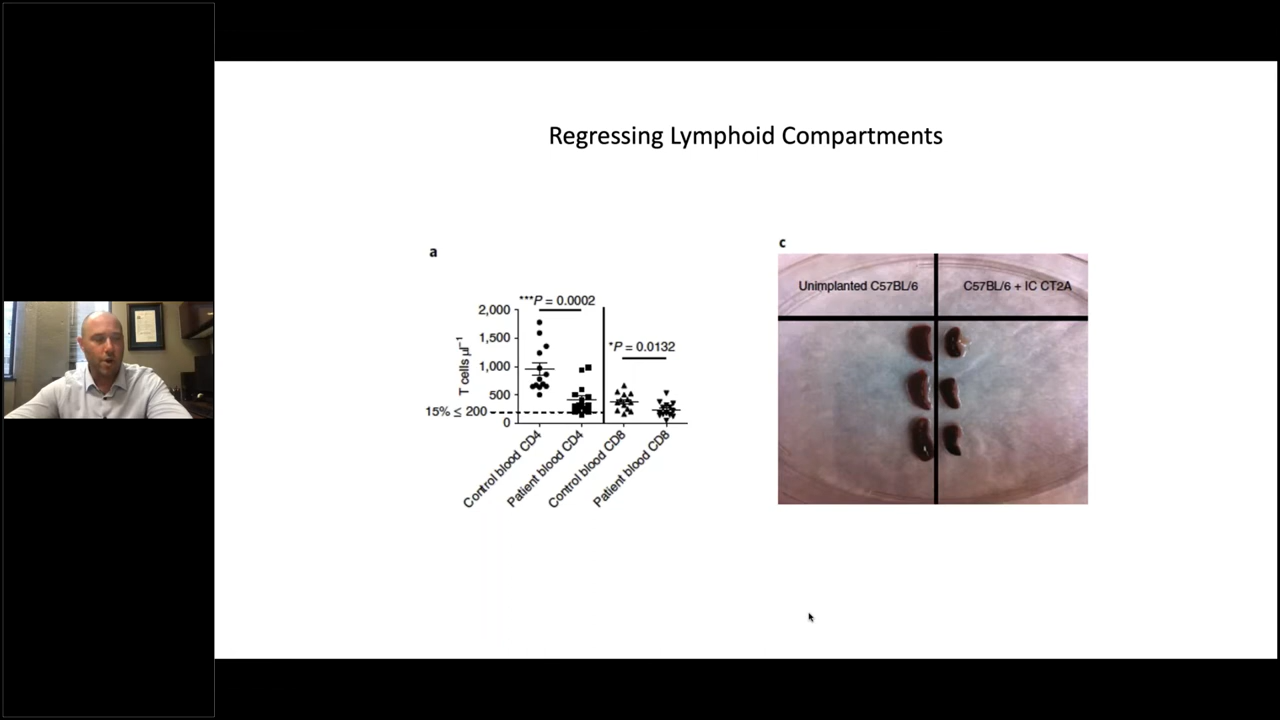 Regressing Lymphoid Compartments
a
***P = 0.0002
*P = 0.0132
T cells µl⁻¹
2,000
1,500
1,000
500
15% ≤ 200
0
Control blood CD4
Patient blood CD4
Control blood CD8
Patient blood CD8
c
Unimplanted C57BL/6
C57BL/6 + IC CT2A